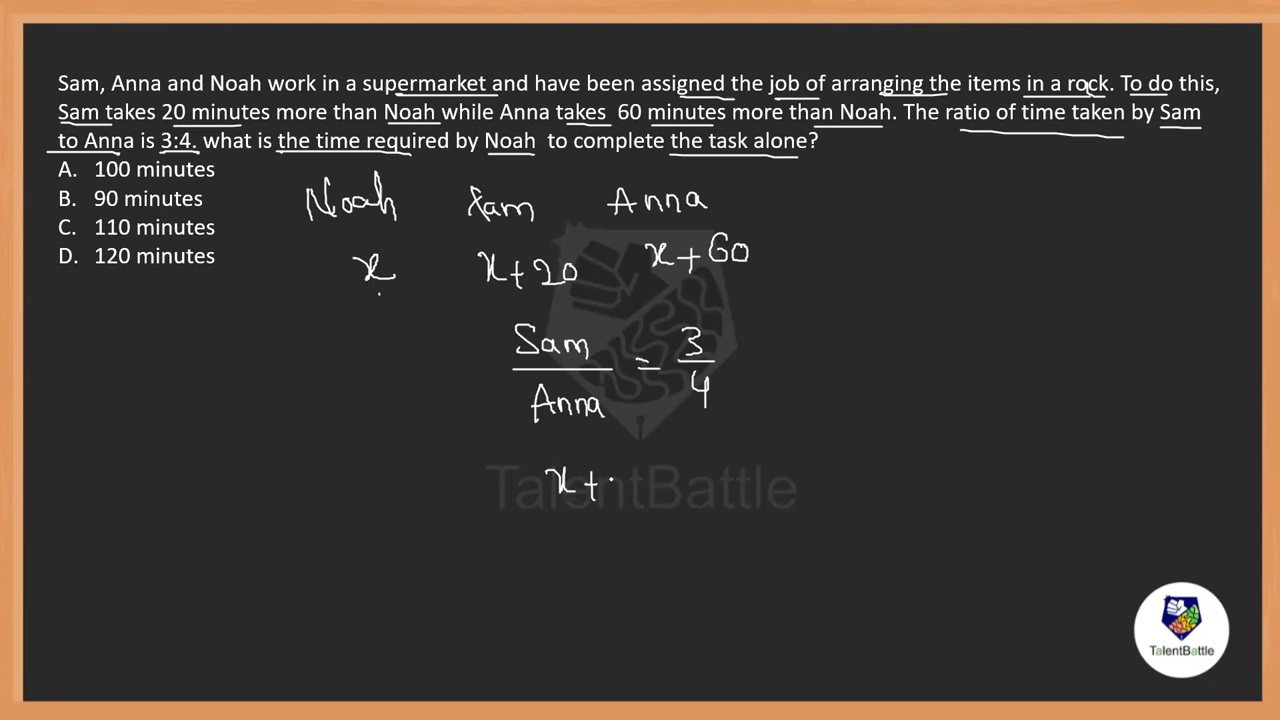 Sam, Anna and Noah work in a supermarket and have been assigned the job of arranging the items in a rock. To do this,
Sam takes 20 minutes more than Noah while Anna takes 60 minutes more than Noah. The ratio of time taken by Sam
to Anna is 3:4. what is the time required by Noah to complete the task alone?
A. 100 minutes
B. 90 minutes
C. 110 minutes
D. 120 minutes
Noah Sam Anna
x x+20 x+60
Sam/Anna = 3/4
x+
TalentBattle
TalentBattle